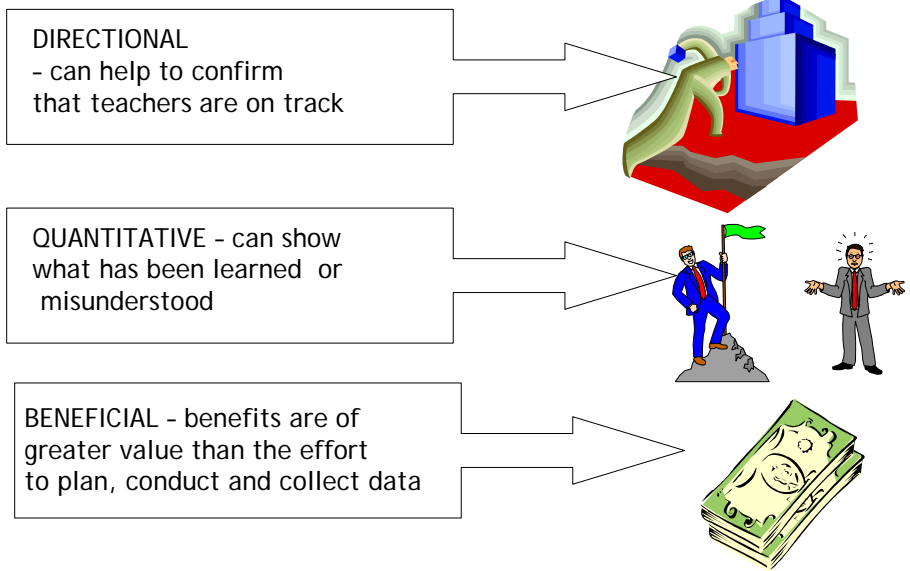 DIRECTIONAL
- can help to confirm
that teachers are on track
QUANTITATIVE - can show
what has been learned or
misunderstood
BENEFICIAL - benefits are of
greater value than the effort
to plan, conduct and collect data